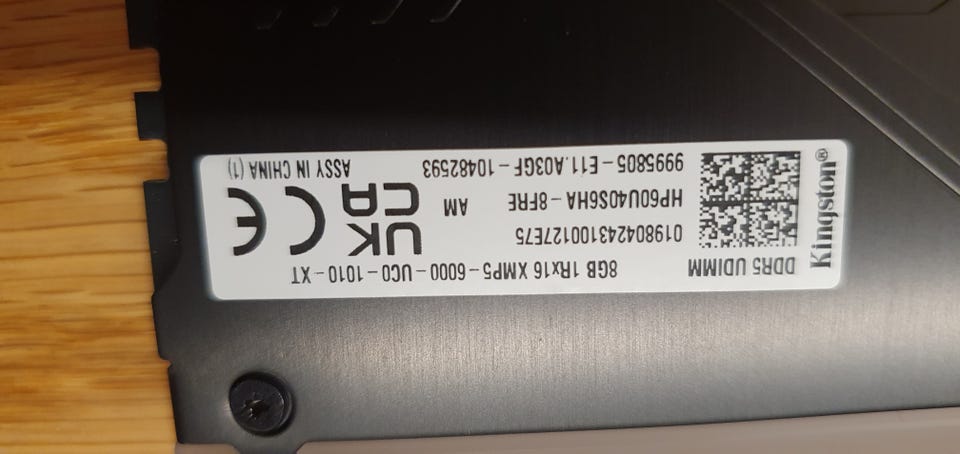 Kingston®
DDR5 UDIMM 8GB 1Rx16 XMP5-6000-UC0-1010-XT
019804243100127E75
HP60U40S6HA-8FRE AM
9995805-E11.A03GF-10482593 ASSY IN CHINA (1)
UK
CA
CE